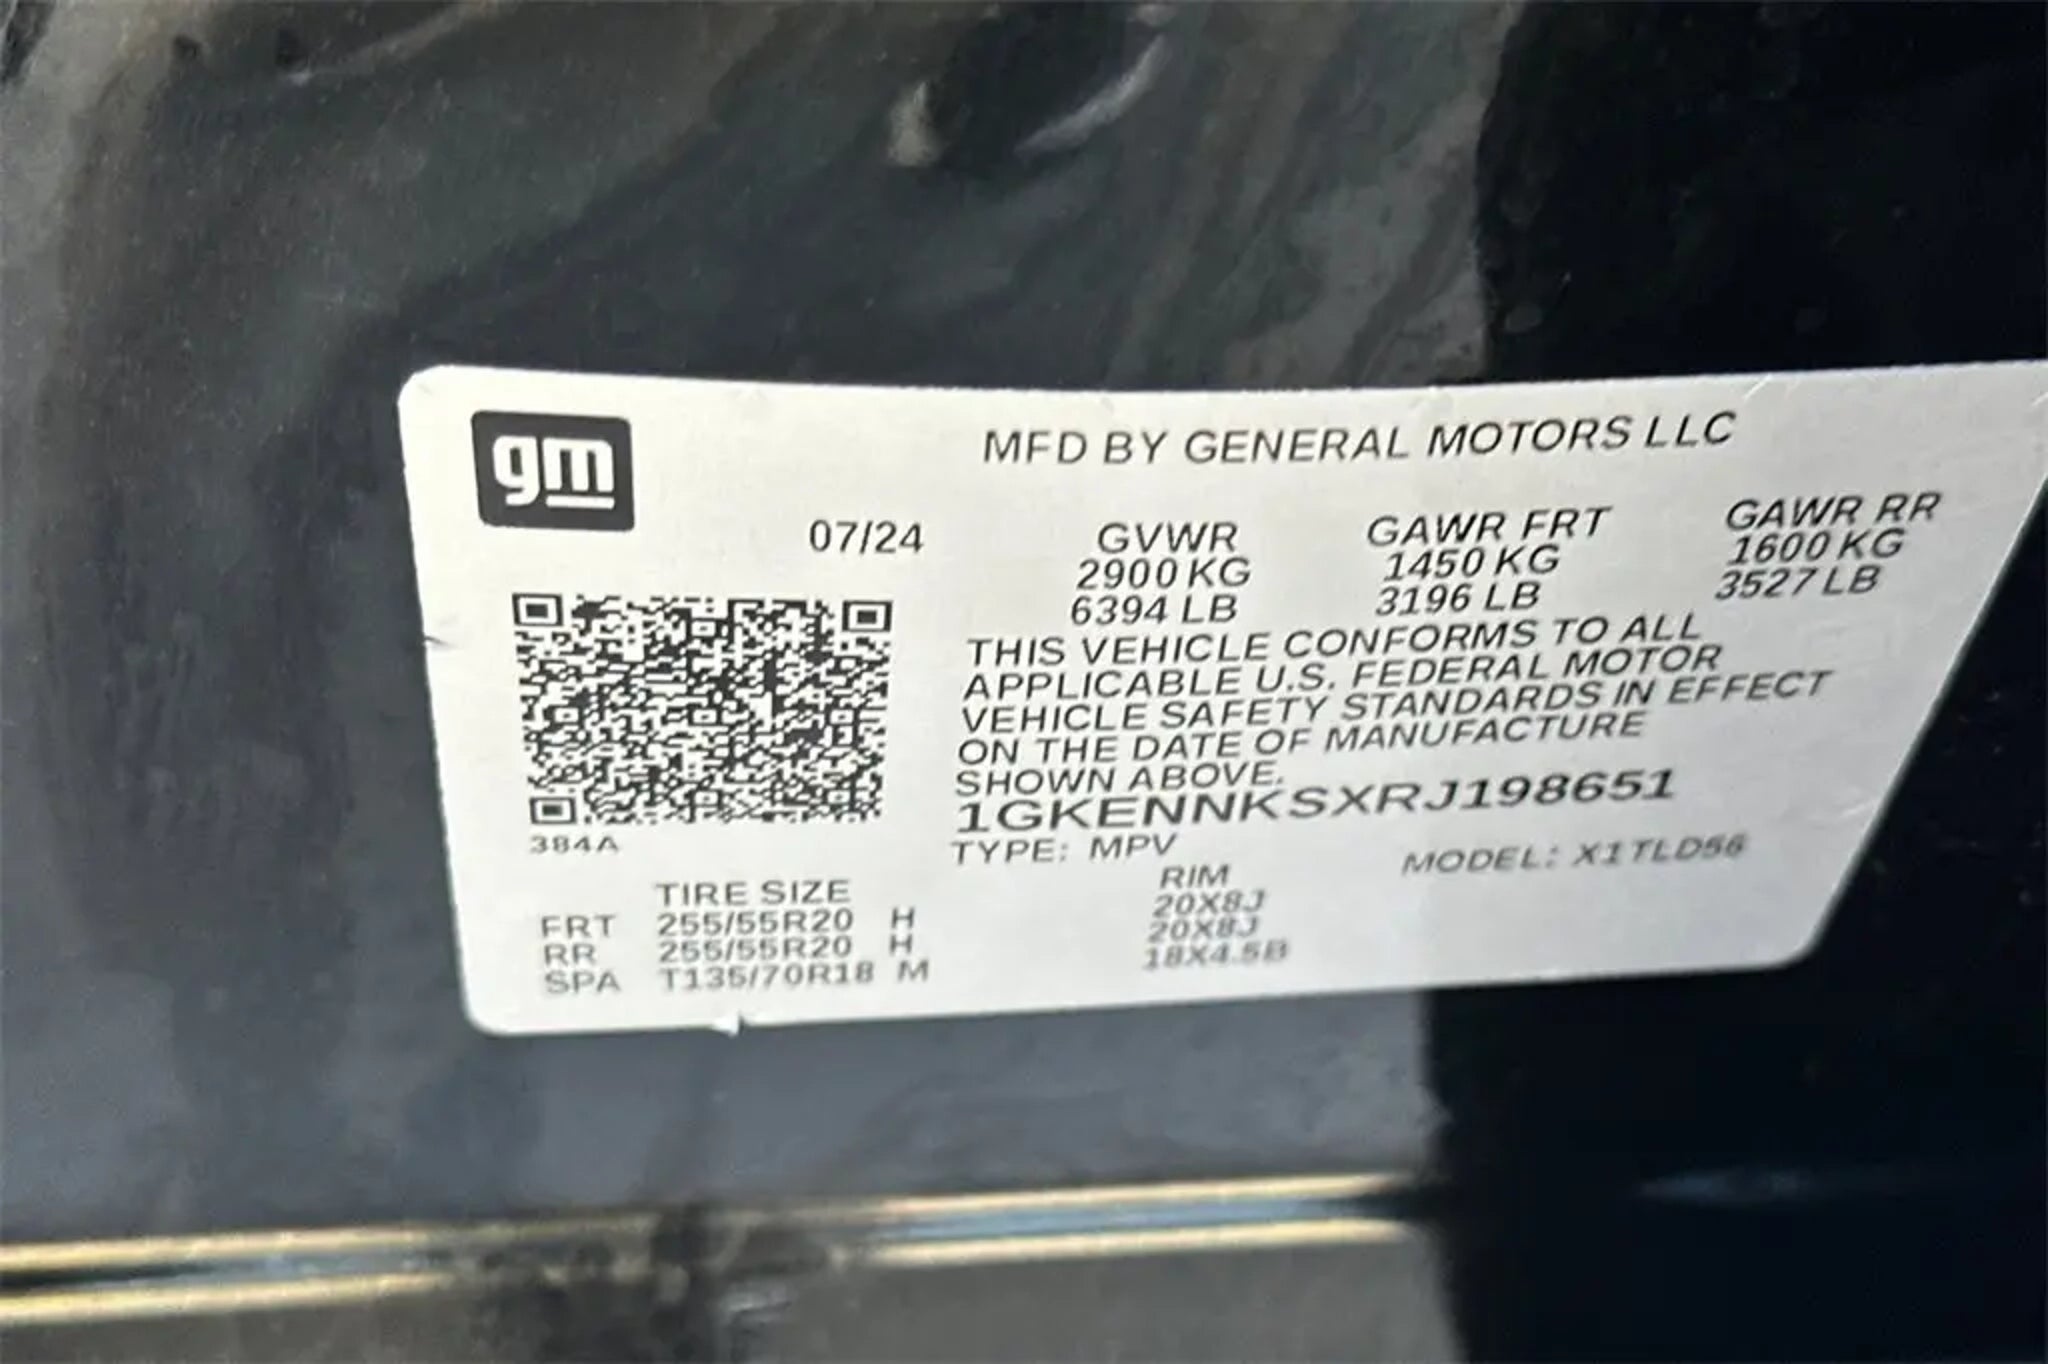 gm
MFD BY GENERAL MOTORS LLC
07/24
GVWR GAWR FRT GAWR RR
2900 KG 1450 KG 1600 KG
6394 LB 3196 LB 3527 LB
THIS VEHICLE CONFORMS TO ALL
APPLICABLE U.S. FEDERAL MOTOR
VEHICLE SAFETY STANDARDS IN EFFECT
ON THE DATE OF MANUFACTURE
SHOWN ABOVE.
1GKENNKSXRJ198651
384A
TYPE: MPV MODEL: X1TLD56
TIRE SIZE RIM
FRT 255/55R20 H 20X8J
RR 255/55R20 H 20X8J
SPA T135/70R18 M 18X4.5B